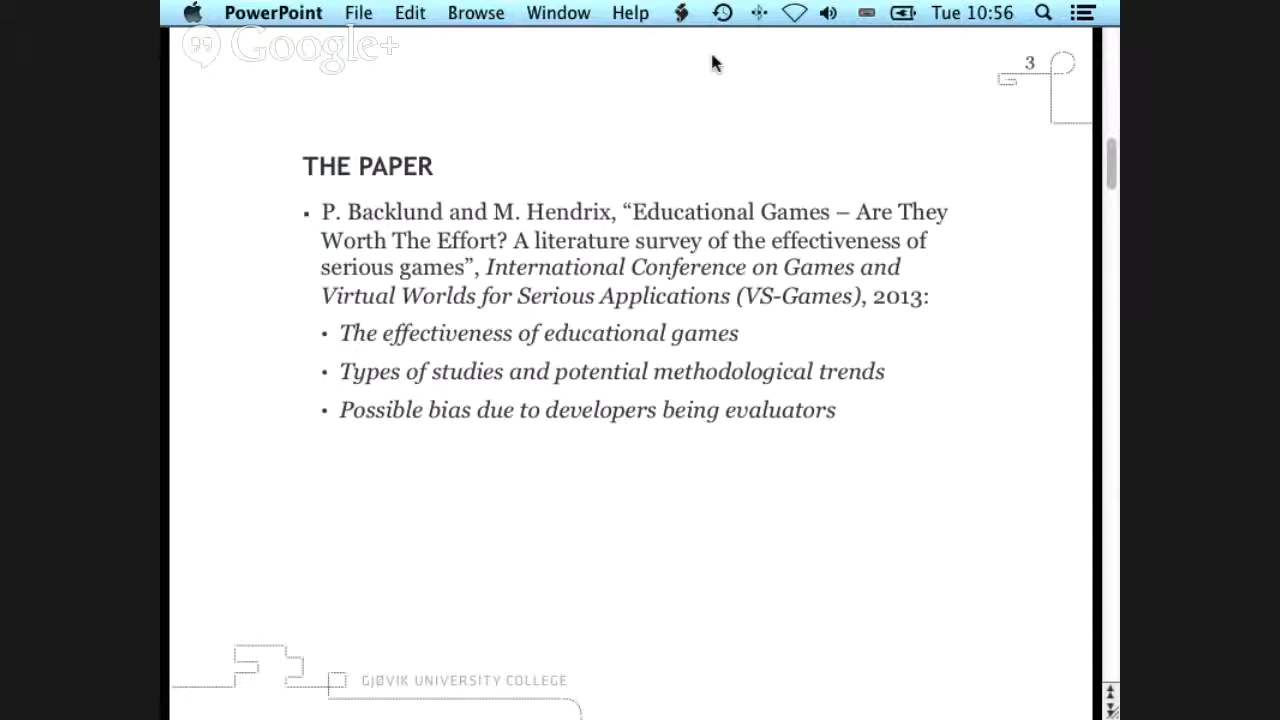 PowerPoint File Edit Browse Window Help Tue 10:56
Google+
3
THE PAPER
▪ P. Backlund and M. Hendrix, “Educational Games – Are They
Worth The Effort? A literature survey of the effectiveness of
serious games”, International Conference on Games and
Virtual Worlds for Serious Applications (VS-Games), 2013:
• The effectiveness of educational games
• Types of studies and potential methodological trends
• Possible bias due to developers being evaluators
GJØVIK UNIVERSITY COLLEGE